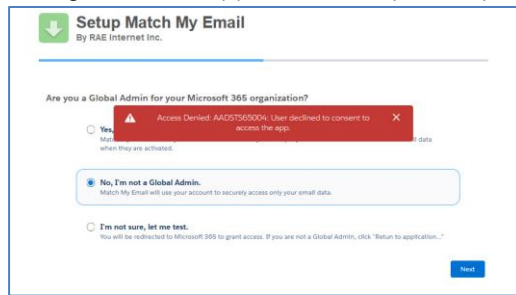 Setup Match My Email
By RAE Internet Inc.
Are you a Global Admin for your Microsoft 365 organization?
Access Denied: AADSTS65004: User declined to consent to
access the app.
Yes,
when they are activated.
No, I'm not a Global Admin.
Match My Email will use your account to securely access only your email data.
I'm not sure, let me test.
You will be redirected to Microsoft 365 to grant access. If you are not a Global Admin, click "Retun to application..."
Next